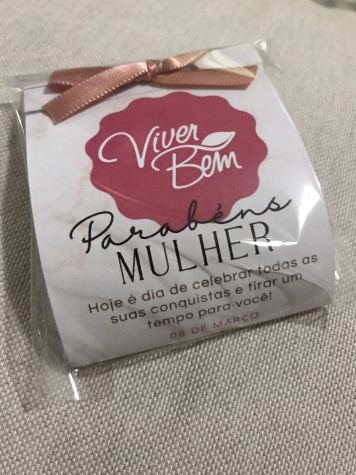 Viver
Bem
Parabéns
MULHER
Hoje é dia de celebrar todas as
suas conquistas e tirar um
tempo para você!
08 DE MARÇO